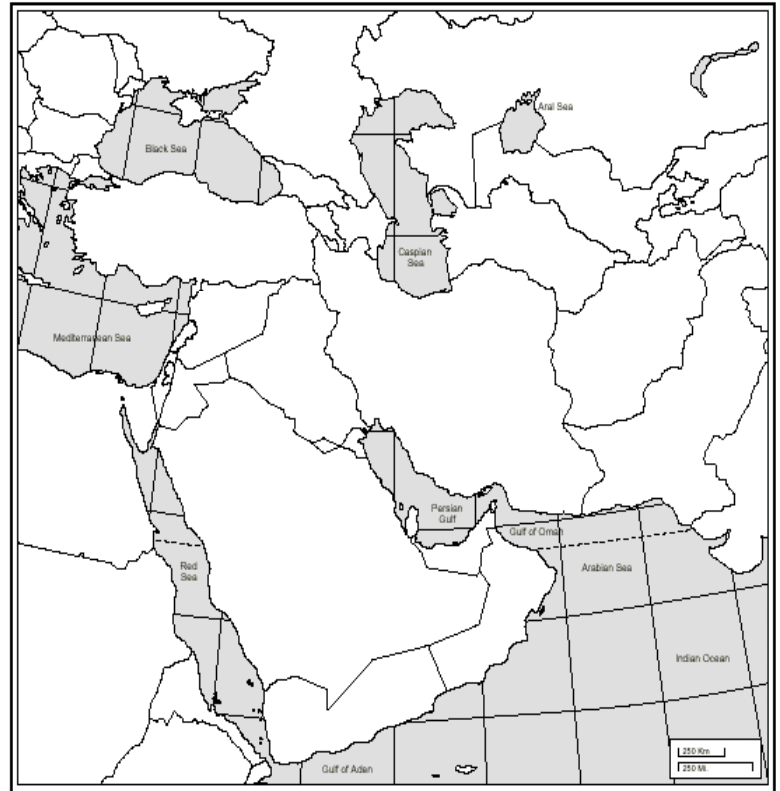 Aral Sea
Black Sea
Caspian
Sea
Mediterranean Sea
Persian
Gulf
Gulf of Oman
Red
Sea
Arabian Sea
Indian Ocean
250 Km
250 Mi.
Gulf of Aden